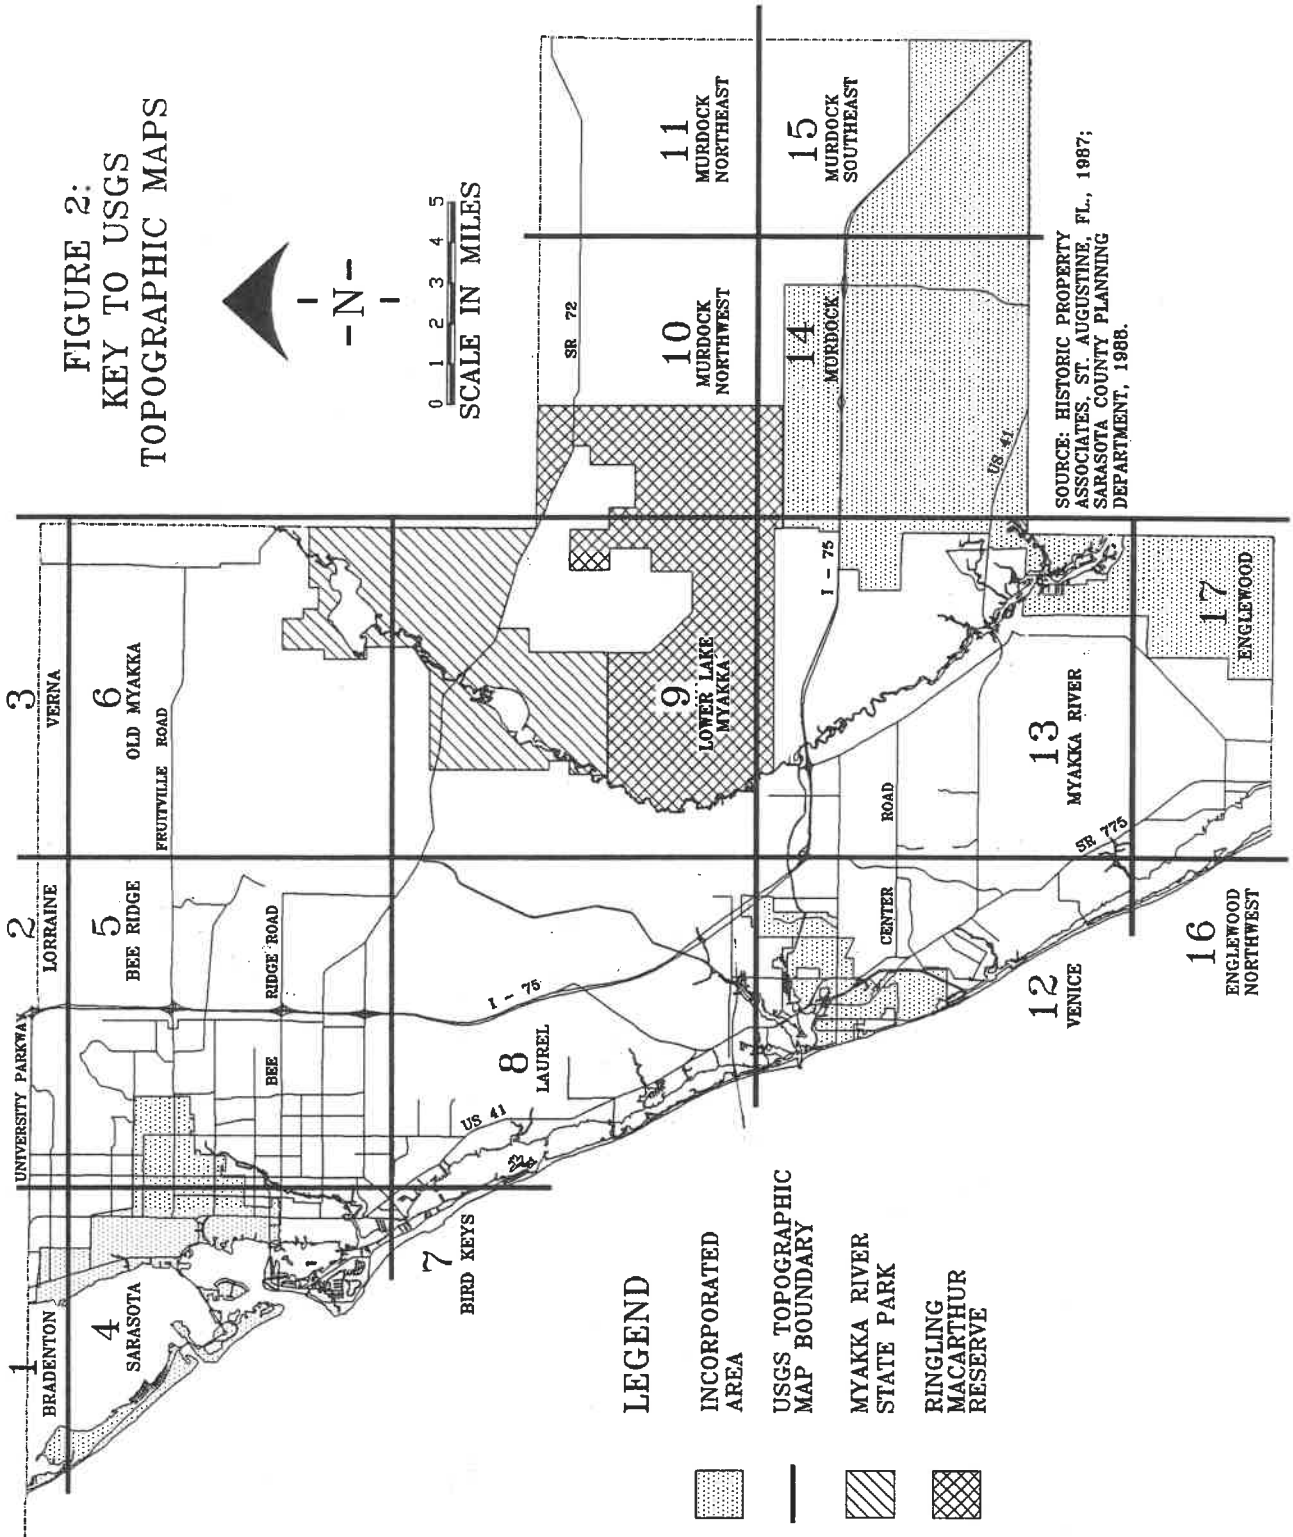 FIGURE 2:
KEY TO USGS
TOPOGRAPHIC MAPS
-N-
0 1 2 3 4 5
SCALE IN MILES
1
BRADENTON
2
LORRAINE
3
VERNA
UNIVERSITY PARKWAY
4
SARASOTA
5
BEE RIDGE
6
OLD MYAKKA
FRUITVILLE ROAD
BEE RIDGE ROAD
7
BIRD KEYS
8
LAUREL
US 41
I - 75
9
LOWER LAKE
MYAKKA
SR 72
10
MURDOCK
NORTHWEST
11
MURDOCK
NORTHEAST
12
VENICE
CENTER ROAD
13
MYAKKA RIVER
SR 775
I - 75
14
MURDOCK
US 41
15
MURDOCK
SOUTHEAST
16
ENGLEWOOD
NORTHWEST
17
ENGLEWOOD
LEGEND
INCORPORATED
AREA
USGS TOPOGRAPHIC
MAP BOUNDARY
MYAKKA RIVER
STATE PARK
RINGLING
MACARTHUR
RESERVE
SOURCE: HISTORIC PROPERTY
ASSOCIATES, ST. AUGUSTINE, FL., 1987;
SARASOTA COUNTY PLANNING
DEPARTMENT, 1988.